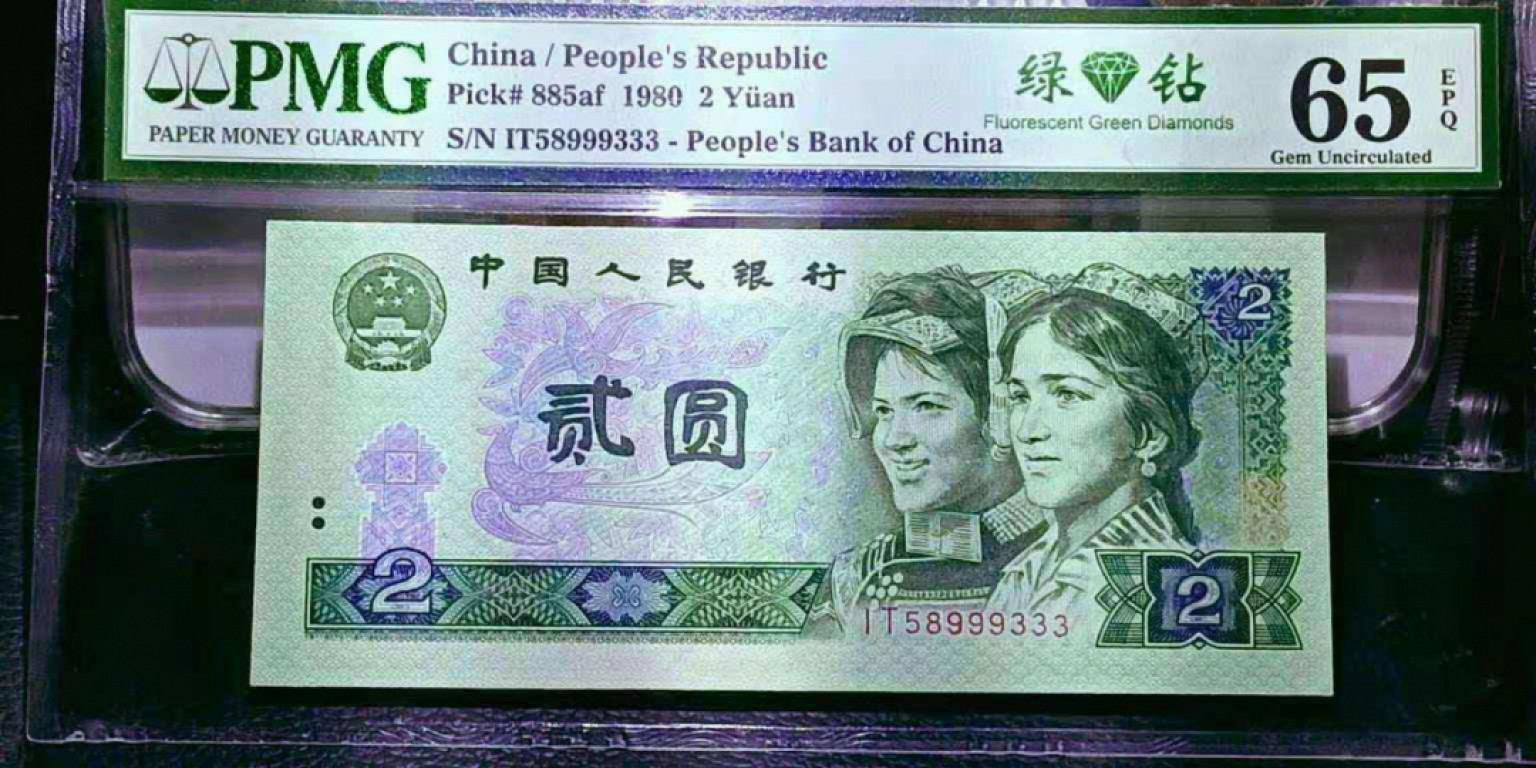 PMG
PAPER MONEY GUARANTY
China / People's Republic
Pick# 885af 1980 2 Yüan
S/N IT58999333 - People's Bank of China
绿 钻
Fluorescent Green Diamonds
65
EPQ
Gem Uncirculated
中国人民银行
2
贰圆
2
IT58999333
2